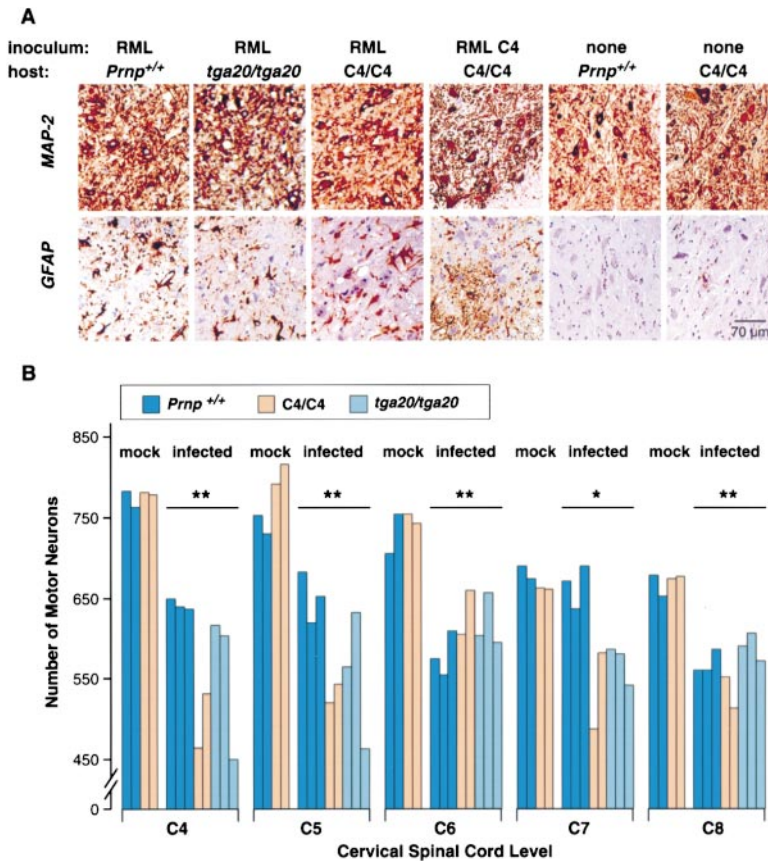 A
inoculum: RML RML RML RML C4 none none
host: Prnp+/+ tga20/tga20 C4/C4 C4/C4 Prnp+/+ C4/C4
MAP-2
GFAP
70 µm
B
Prnp +/+ C4/C4 tga20/tga20
850
mock infected mock infected mock infected mock infected mock infected
** ** ** * **
750
650
550
450
0
Number of Motor Neurons
C4 C5 C6 C7 C8
Cervical Spinal Cord Level